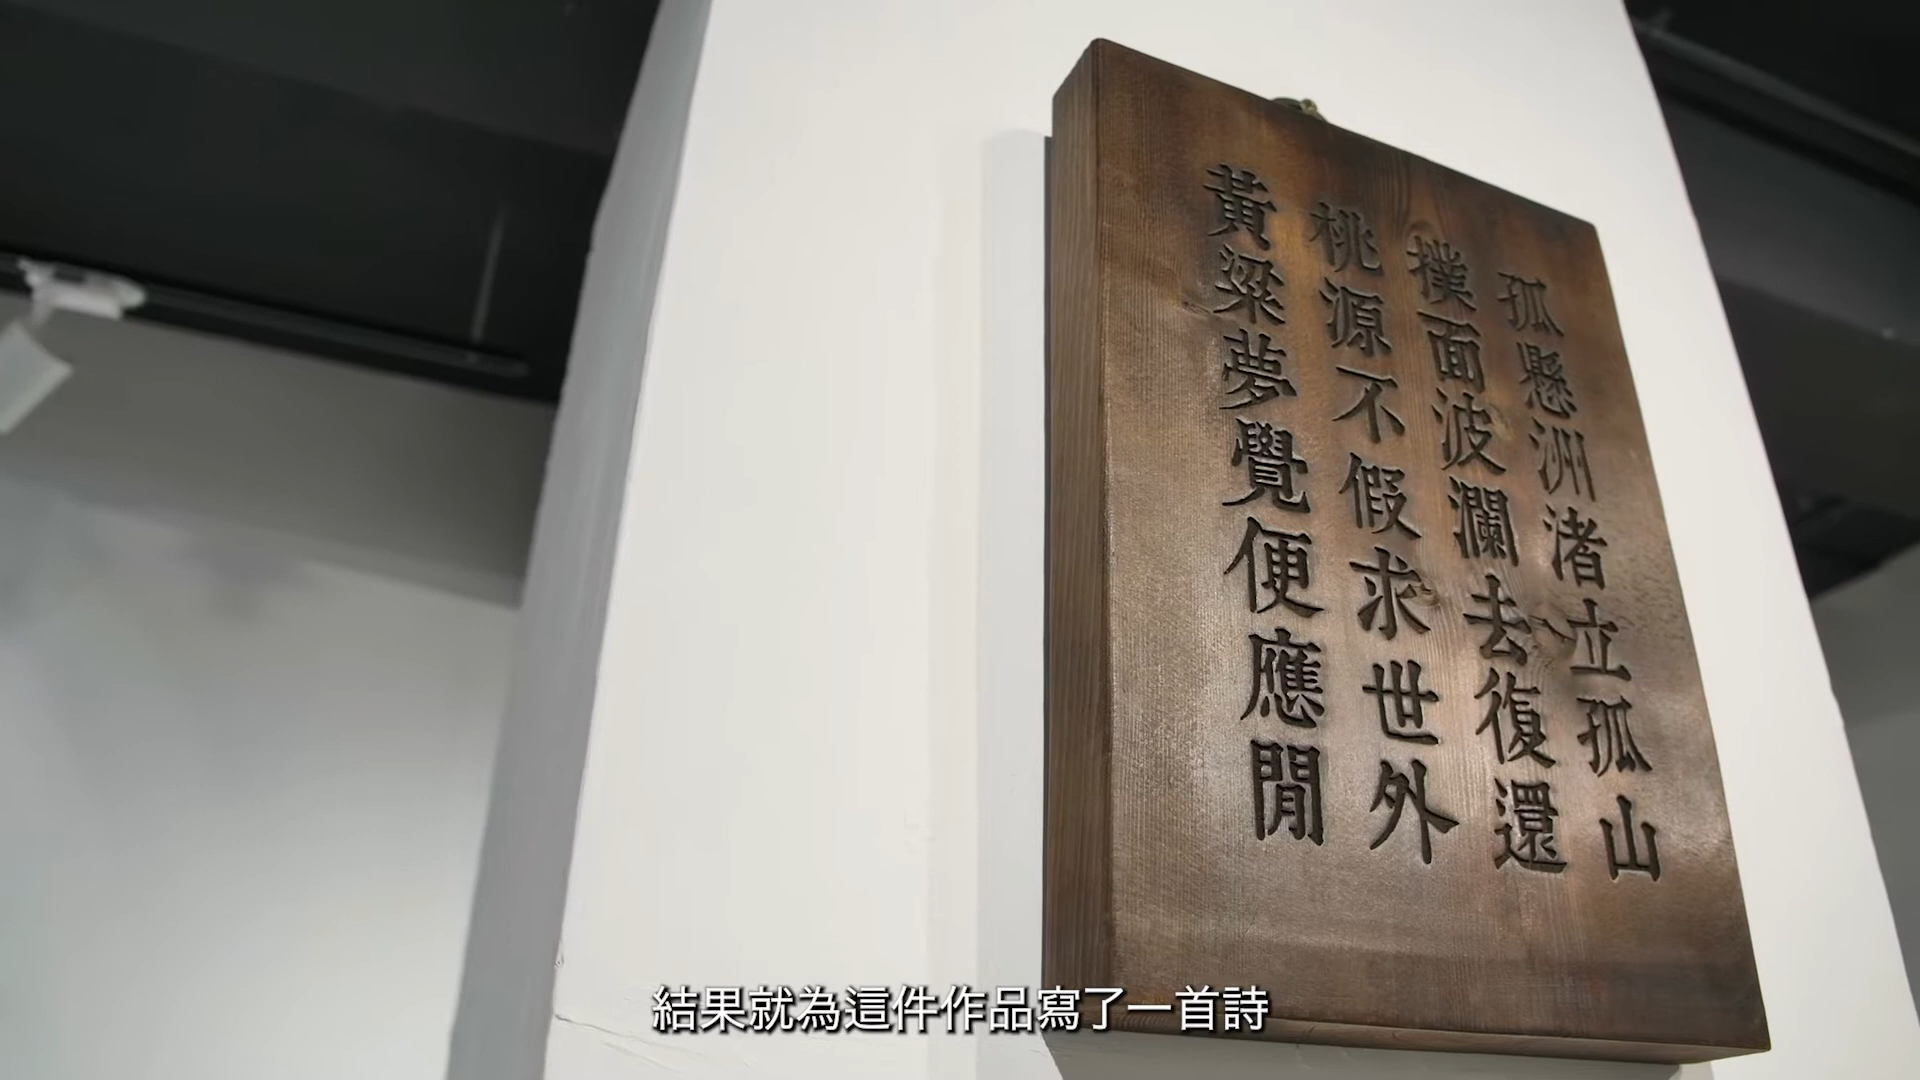 孤懸洲渚立孤山
撲面波瀾去復還
桃源不假求世外
黃粱夢覺便應閒
結果就為這件作品寫了一首詩